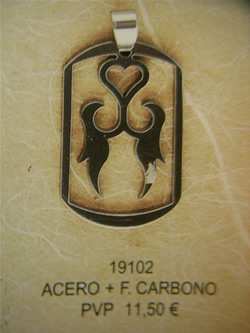 19102
ACERO + F. CARBONO
PVP 11,50 €